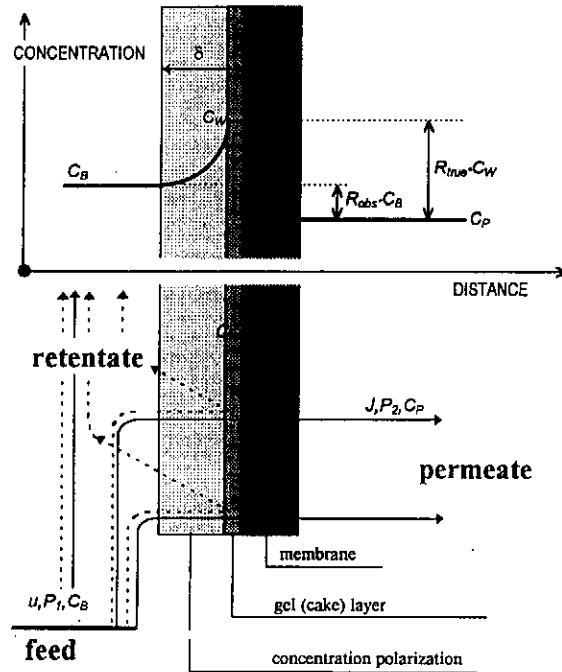 CONCENTRATION
δ
C_W
C_B
R_true·C_W
R_obs·C_B
C_P
DISTANCE
retentate
J,P_2,C_P
permeate
membrane
u,P_1,C_B
gel (cake) layer
feed
concentration polarization